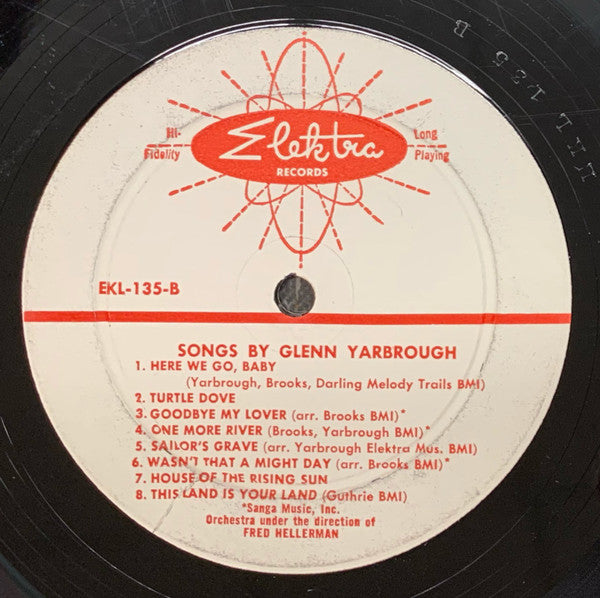 Elektra
RECORDS
Hi-
Fidelity
Long
Playing
EKL-135-B
SONGS BY GLENN YARBROUGH
1. HERE WE GO, BABY
(Yarbrough, Brooks, Darling Melody Trails BMI)
2. TURTLE DOVE
3. GOODBYE MY LOVER (arr. Brooks BMI)*
4. ONE MORE RIVER (Brooks, Yarbrough BMI)*
5. SAILOR'S GRAVE (arr. Yarbrough Elektra Mus. BMI)
6. WASN'T THAT A MIGHT DAY (arr. Brooks BMI)*
7. HOUSE OF THE RISING SUN
8. THIS LAND IS YOUR LAND (Guthrie BMI)
*Sanga Music, Inc.
Orchestra under the direction of
FRED HELLERMAN
135 B